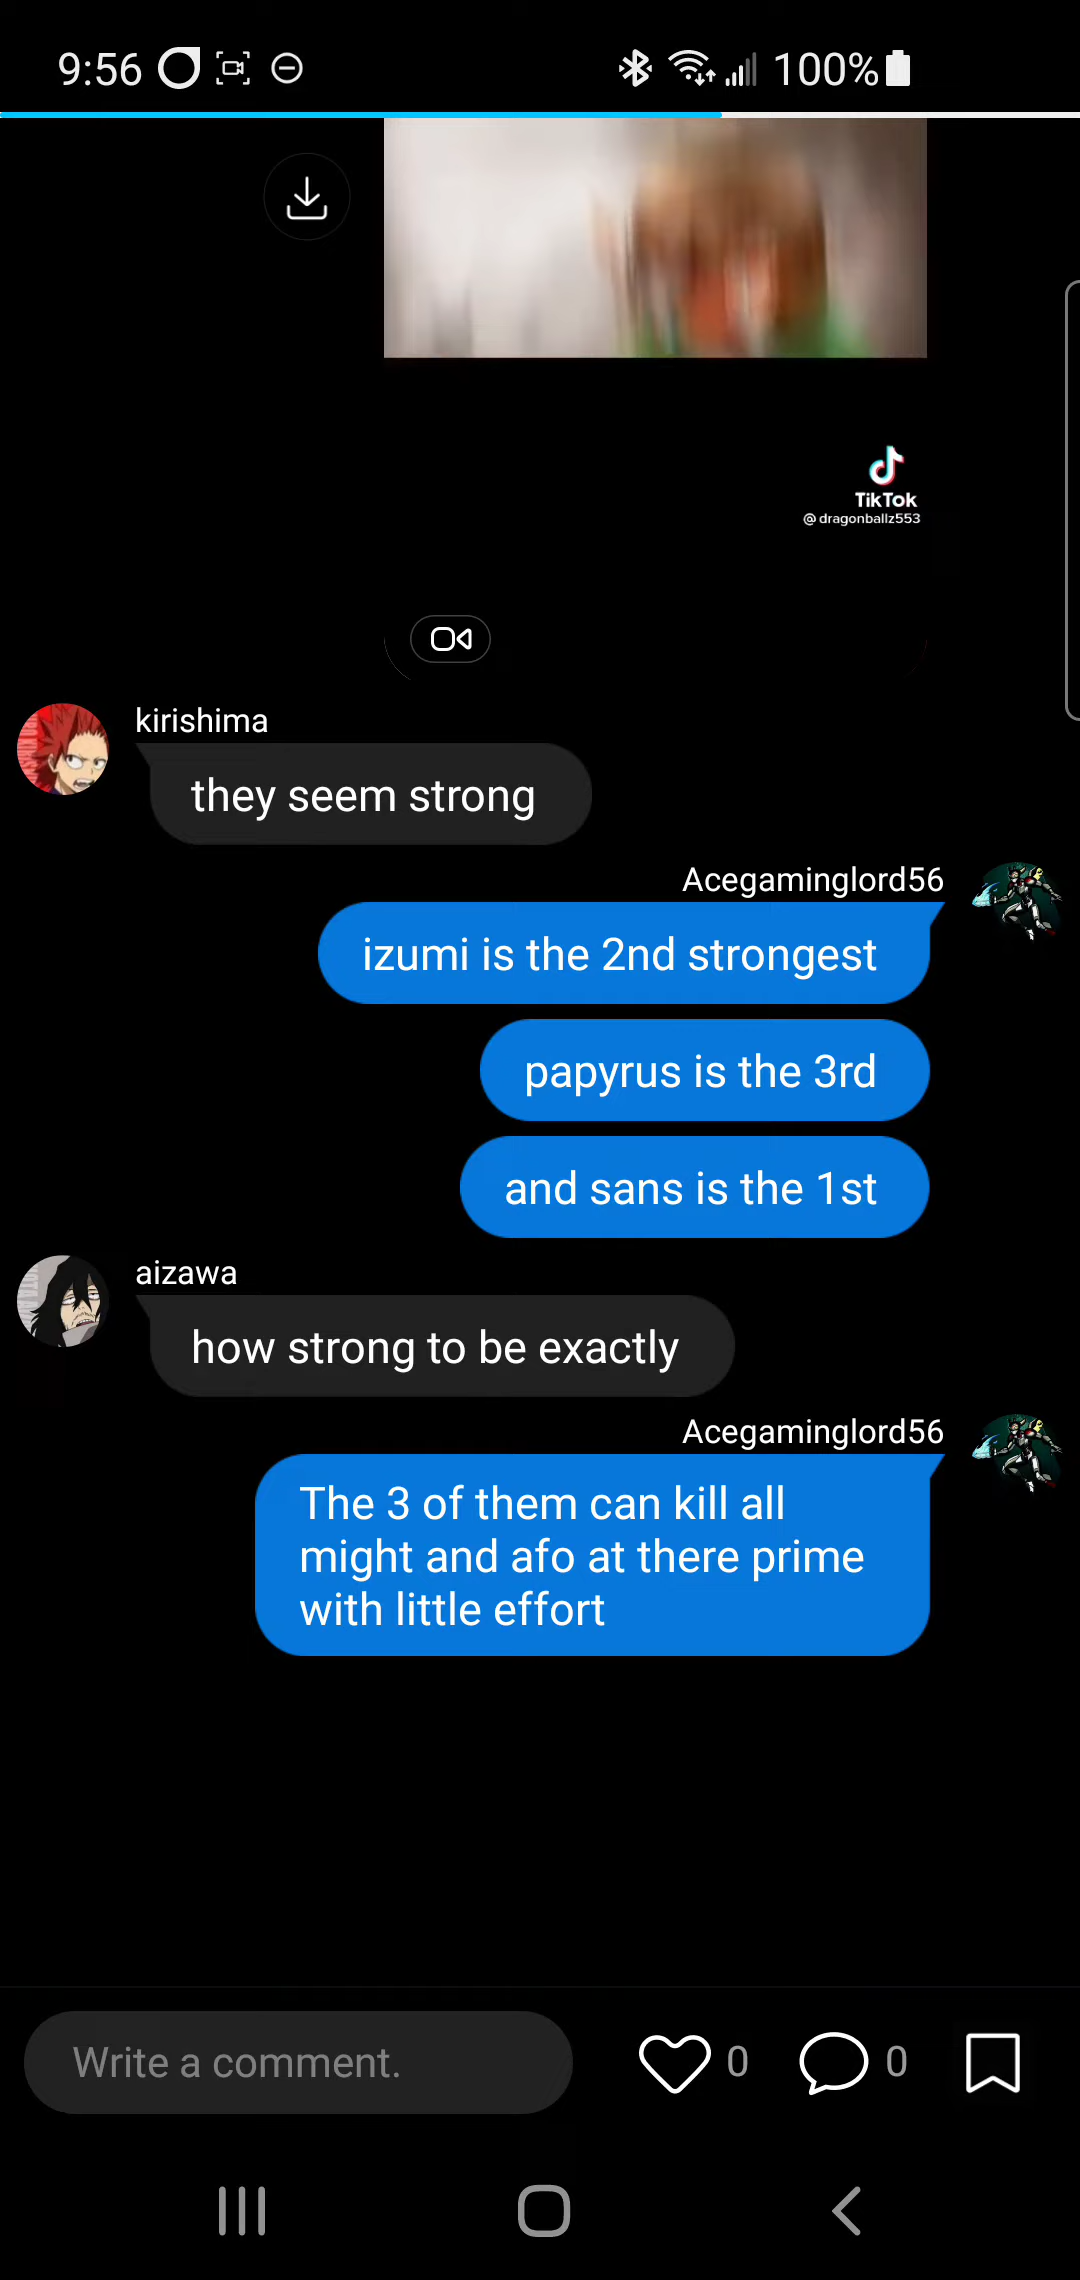 9:56
100%
TikTok
@dragonballz553
kirishima
they seem strong
Acegaminglord56
izumi is the 2nd strongest
papyrus is the 3rd
and sans is the 1st
aizawa
how strong to be exactly
Acegaminglord56
The 3 of them can kill all
might and afo at there prime
with little effort
Write a comment.
0
0